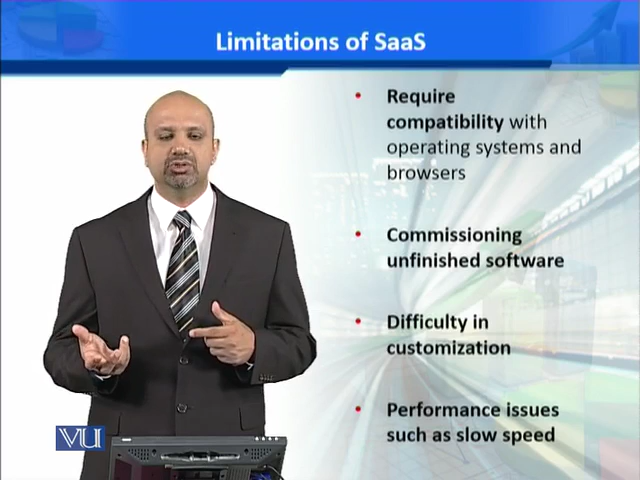 Limitations of SaaS
• Require
compatibility with
operating systems and
browsers
• Commissioning
unfinished software
• Difficulty in
customization
• Performance issues
such as slow speed
VU